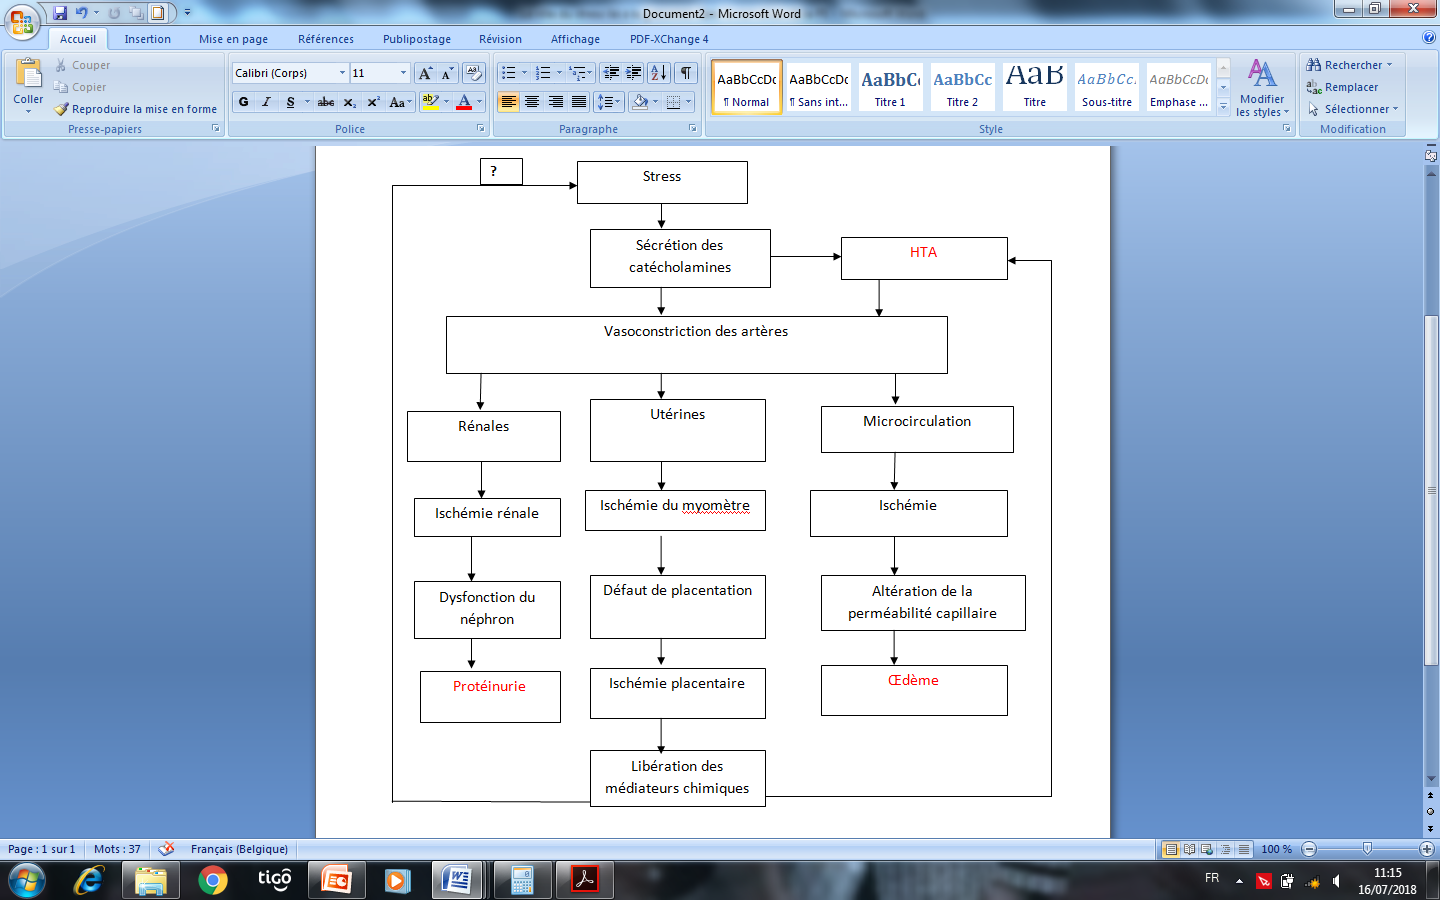 Document2 - Microsoft Word
Accueil Insertion Mise en page Références Publipostage Révision Affichage PDF-XChange 4
Coller
Couper
Copier
Reproduire la mise en forme
Presse-papiers
Calibri (Corps) 11
G I S abc x₂ x² Aa
Police
Paragraphe
AaBbCcDc AaBbCcDc AaBbCc AaBbCc AaB AaBbCc. AaBbCcDc
¶ Normal ¶ Sans int... Titre 1 Titre 2 Titre Sous-titre Emphase ...
Modifier
les styles
Style
Rechercher
Remplacer
Sélectionner
Modification
?
Stress
Sécrétion des
catécholamines
HTA
Vasoconstriction des artères
Rénales
Utérines
Microcirculation
Ischémie rénale
Ischémie du myomètre
Ischémie
Dysfonction du
néphron
Défaut de placentation
Altération de la
perméabilité capillaire
Protéinurie
Ischémie placentaire
Œdème
Libération des
médiateurs chimiques
Page : 1 sur 1 Mots : 37 Français (Belgique) 100 %
tigo
FR
11:15
16/07/2018